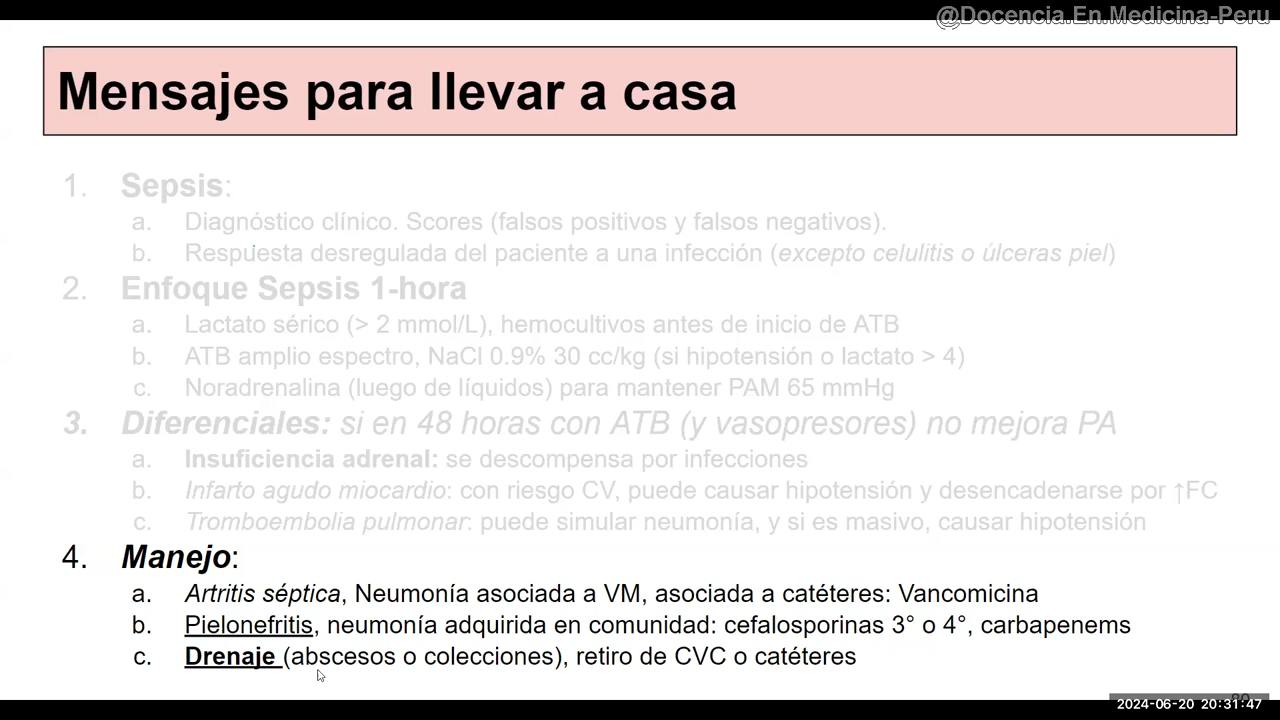 @Docencia.En.Medicina-Peru
Mensajes para llevar a casa
1. Sepsis:
a. Diagnóstico clínico. Scores (falsos positivos y falsos negativos).
b. Respuesta desregulada del paciente a una infección (excepto celulitis o úlceras piel)
2. Enfoque Sepsis 1-hora
a. Lactato sérico (> 2 mmol/L), hemocultivos antes de inicio de ATB
b. ATB amplio espectro, NaCl 0.9% 30 cc/kg (si hipotensión o lactato > 4)
c. Noradrenalina (luego de líquidos) para mantener PAM 65 mmHg
3. Diferenciales: si en 48 horas con ATB (y vasopresores) no mejora PA
a. Insuficiencia adrenal: se descompensa por infecciones
b. Infarto agudo miocardio: con riesgo CV, puede causar hipotensión y desencadenarse por ↑FC
c. Tromboembolia pulmonar: puede simular neumonía, y si es masivo, causar hipotensión
4. Manejo:
a. Artritis séptica, Neumonía asociada a VM, asociada a catéteres: Vancomicina
b. Pielonefritis, neumonía adquirida en comunidad: cefalosporinas 3° o 4°, carbapenems
c. Drenaje (abscesos o colecciones), retiro de CVC o catéteres
2024-06-20 20:31:47